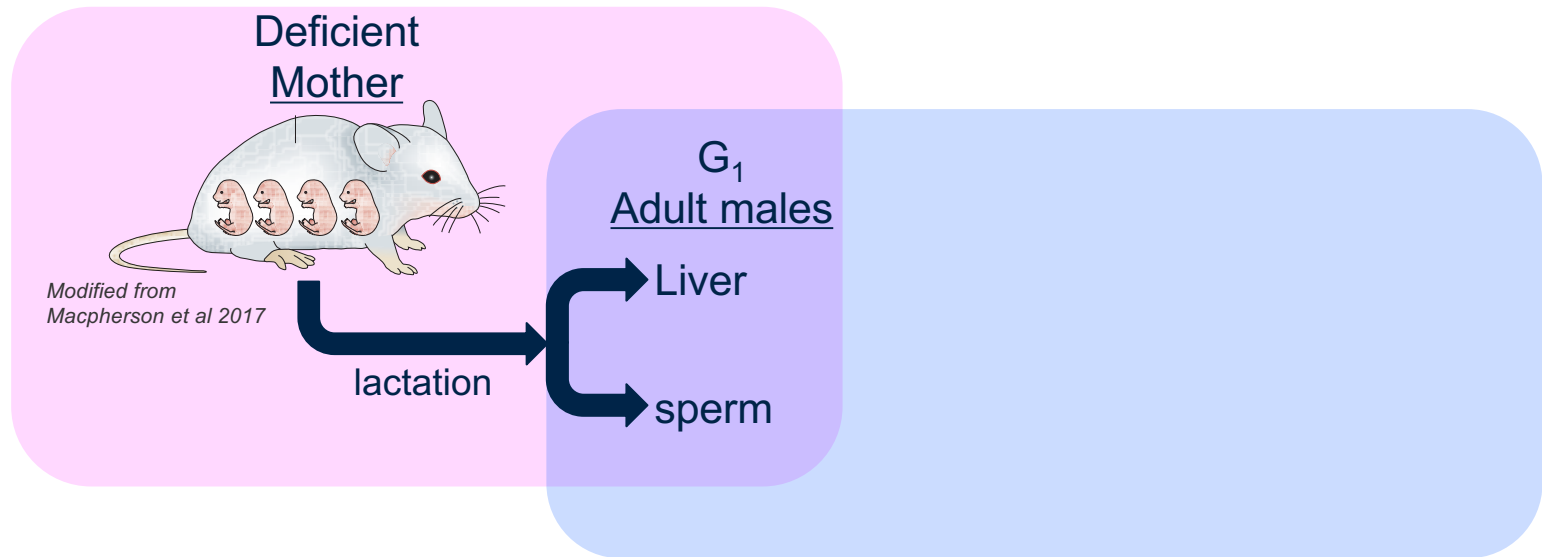 Deficient
Mother
Modified from
Macpherson et al 2017
lactation
G₁
Adult males
Liver
sperm